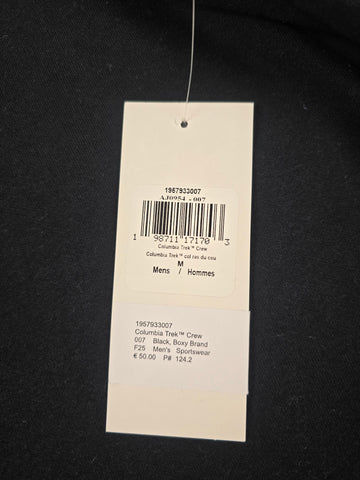 1957933007
AJ0954 - 007
1 98711 17170 3
Columbia Trek™ Crew
Columbia Trek™ col ras du cou
M
Mens / Hommes
1957933007
Columbia Trek™ Crew
007 Black, Boxy Brand
F25 Men's Sportswear
€ 50.00 P# 124.2